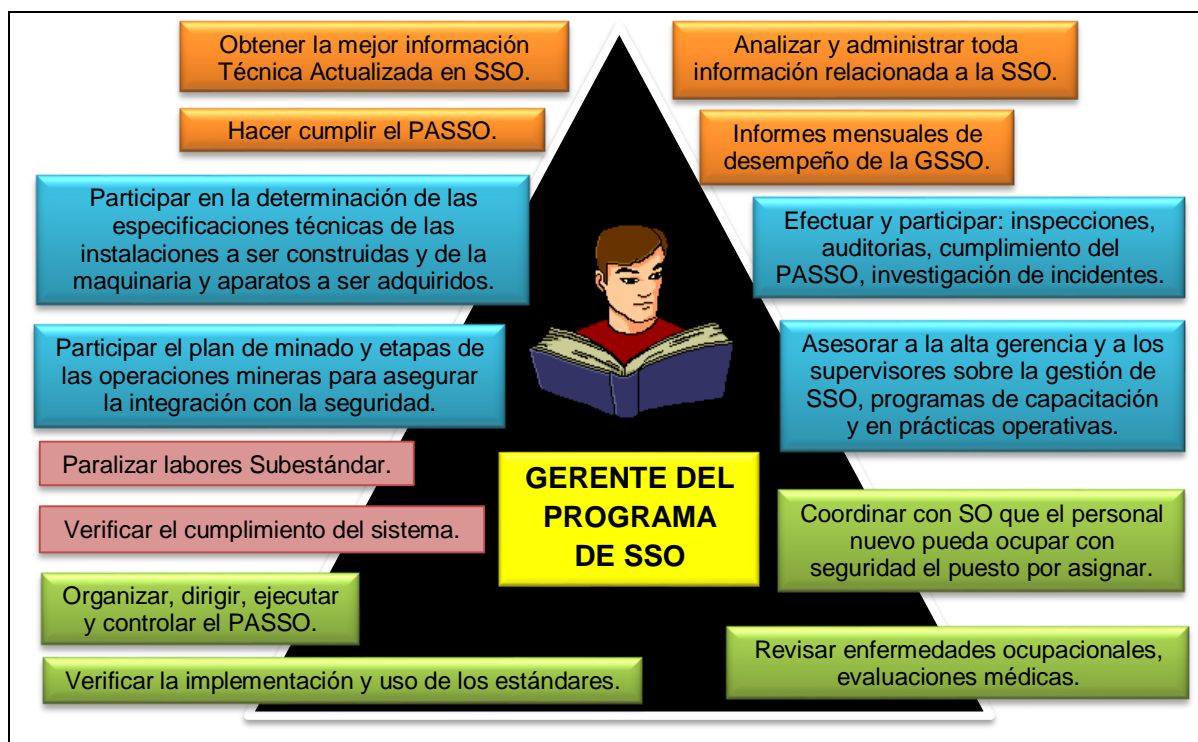 Obtener la mejor información
Técnica Actualizada en SSO.
Analizar y administrar toda
información relacionada a la SSO.
Hacer cumplir el PASSO.
Informes mensuales de
desempeño de la GSSO.
Participar en la determinación de las
especificaciones técnicas de las
instalaciones a ser construidas y de la
maquinaria y aparatos a ser adquiridos.
Efectuar y participar: inspecciones,
auditorias, cumplimiento del
PASSO, investigación de incidentes.
Participar el plan de minado y etapas de
las operaciones mineras para asegurar
la integración con la seguridad.
Asesorar a la alta gerencia y a los
supervisores sobre la gestión de
SSO, programas de capacitación
y en prácticas operativas.
Paralizar labores Subestándar.
Verificar el cumplimiento del sistema.
GERENTE DEL
PROGRAMA
DE SSO
Coordinar con SO que el personal
nuevo pueda ocupar con
seguridad el puesto por asignar.
Organizar, dirigir, ejecutar
y controlar el PASSO.
Revisar enfermedades ocupacionales,
evaluaciones médicas.
Verificar la implementación y uso de los estándares.